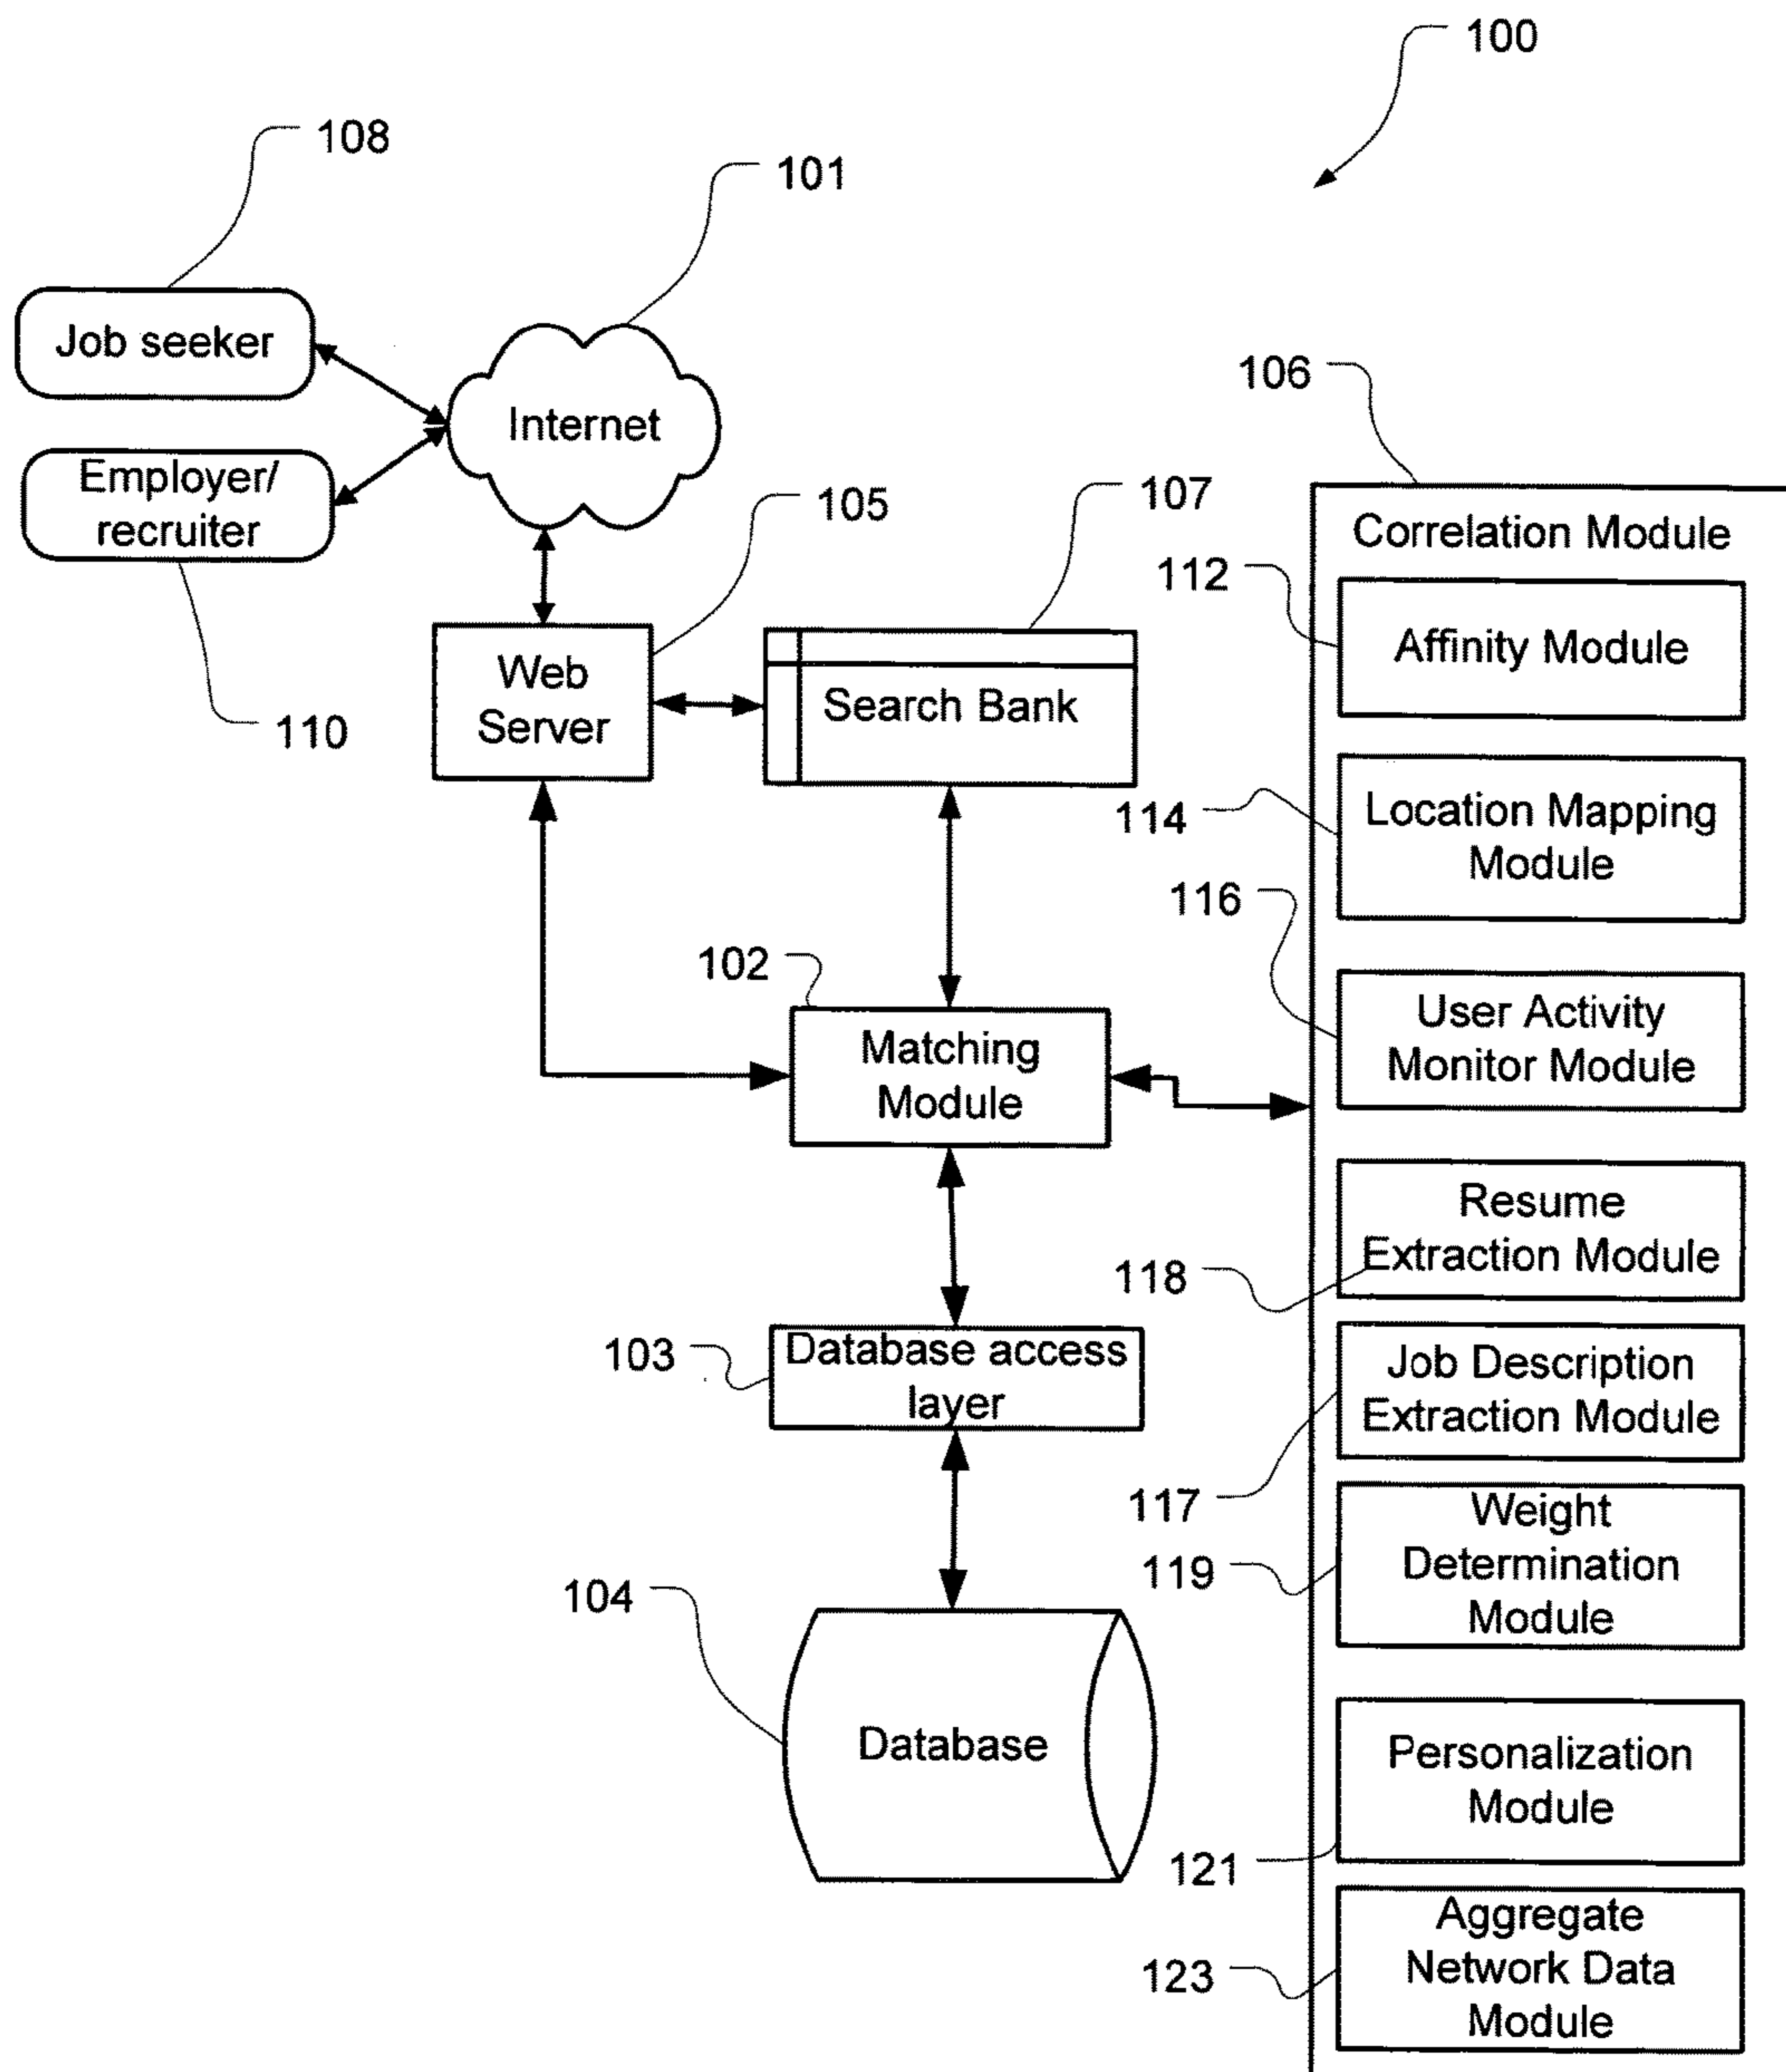 100
108
101
Job seeker
Internet
Employer/
recruiter
110
105
107
Web
Server
Search Bank
106
Correlation Module
112
Affinity Module
114
Location Mapping
Module
116
User Activity
Monitor Module
102
Matching
Module
118
Resume
Extraction Module
103
Database access
layer
117
Job Description
Extraction Module
119
Weight
Determination
Module
104
Database
121
Personalization
Module
123
Aggregate
Network Data
Module